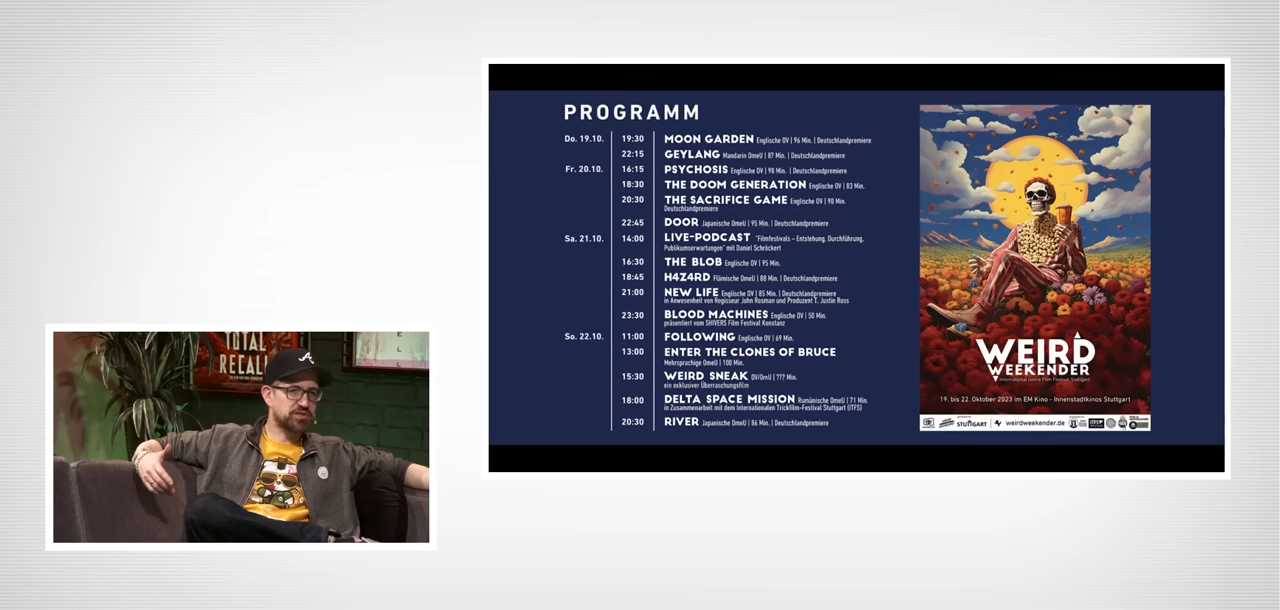 PROGRAMM
Do. 19.10. 19:30 MOON GARDEN Englische OV | 96 Min. | Deutschlandpremiere
22:15 GEYLANG Mandarin OmeU | 87 Min. | Deutschlandpremiere
Fr. 20.10. 16:15 PSYCHOSIS Englische OV | 98 Min. | Deutschlandpremiere
18:30 THE DOOM GENERATION Englische OV | 83 Min.
20:30 THE SACRIFICE GAME Englische OV | 90 Min.
Deutschlandpremiere
22:45 DOOR Japanische OmeU | 95 Min. | Deutschlandpremiere
Sa. 21.10. 14:00 LIVE-PODCAST "Filmfestivals – Entstehung, Durchführung,
Publikumserwartungen" mit Daniel Schröckert
16:30 THE BLOB Englische OV | 95 Min.
18:45 H4Z4RD Flämische OmeU | 88 Min. | Deutschlandpremiere
21:00 NEW LIFE Englische OV | 85 Min. | Deutschlandpremiere
in Anwesenheit von Regisseur John Rosman und Produzent T. Justin Ross
23:30 BLOOD MACHINES Englische OV | 50 Min.
präsentiert vom SHIVERS Film Festival Konstanz
So. 22.10. 11:00 FOLLOWING Englische OV | 69 Min.
13:00 ENTER THE CLONES OF BRUCE
Mehrsprachige OmeU | 100 Min.
15:30 WEIRD SNEAK OV/OmU | ??? Min.
ein exklusiver Überraschungsfilm
18:00 DELTA SPACE MISSION Rumänische OmeU | 71 Min.
in Zusammenarbeit mit dem Internationalen Trickfilm-Festival Stuttgart (ITFS)
20:30 RIVER Japanische OmeU | 86 Min. | Deutschlandpremiere
WEIRD
WEEKENDER
International Genre Film Festival Stuttgart
19. bis 22. Oktober 2023 im EM Kino - Innenstadtkinos Stuttgart
STUTTGART
weirdweekender.de
TOTAL
RECALL
A
L
L